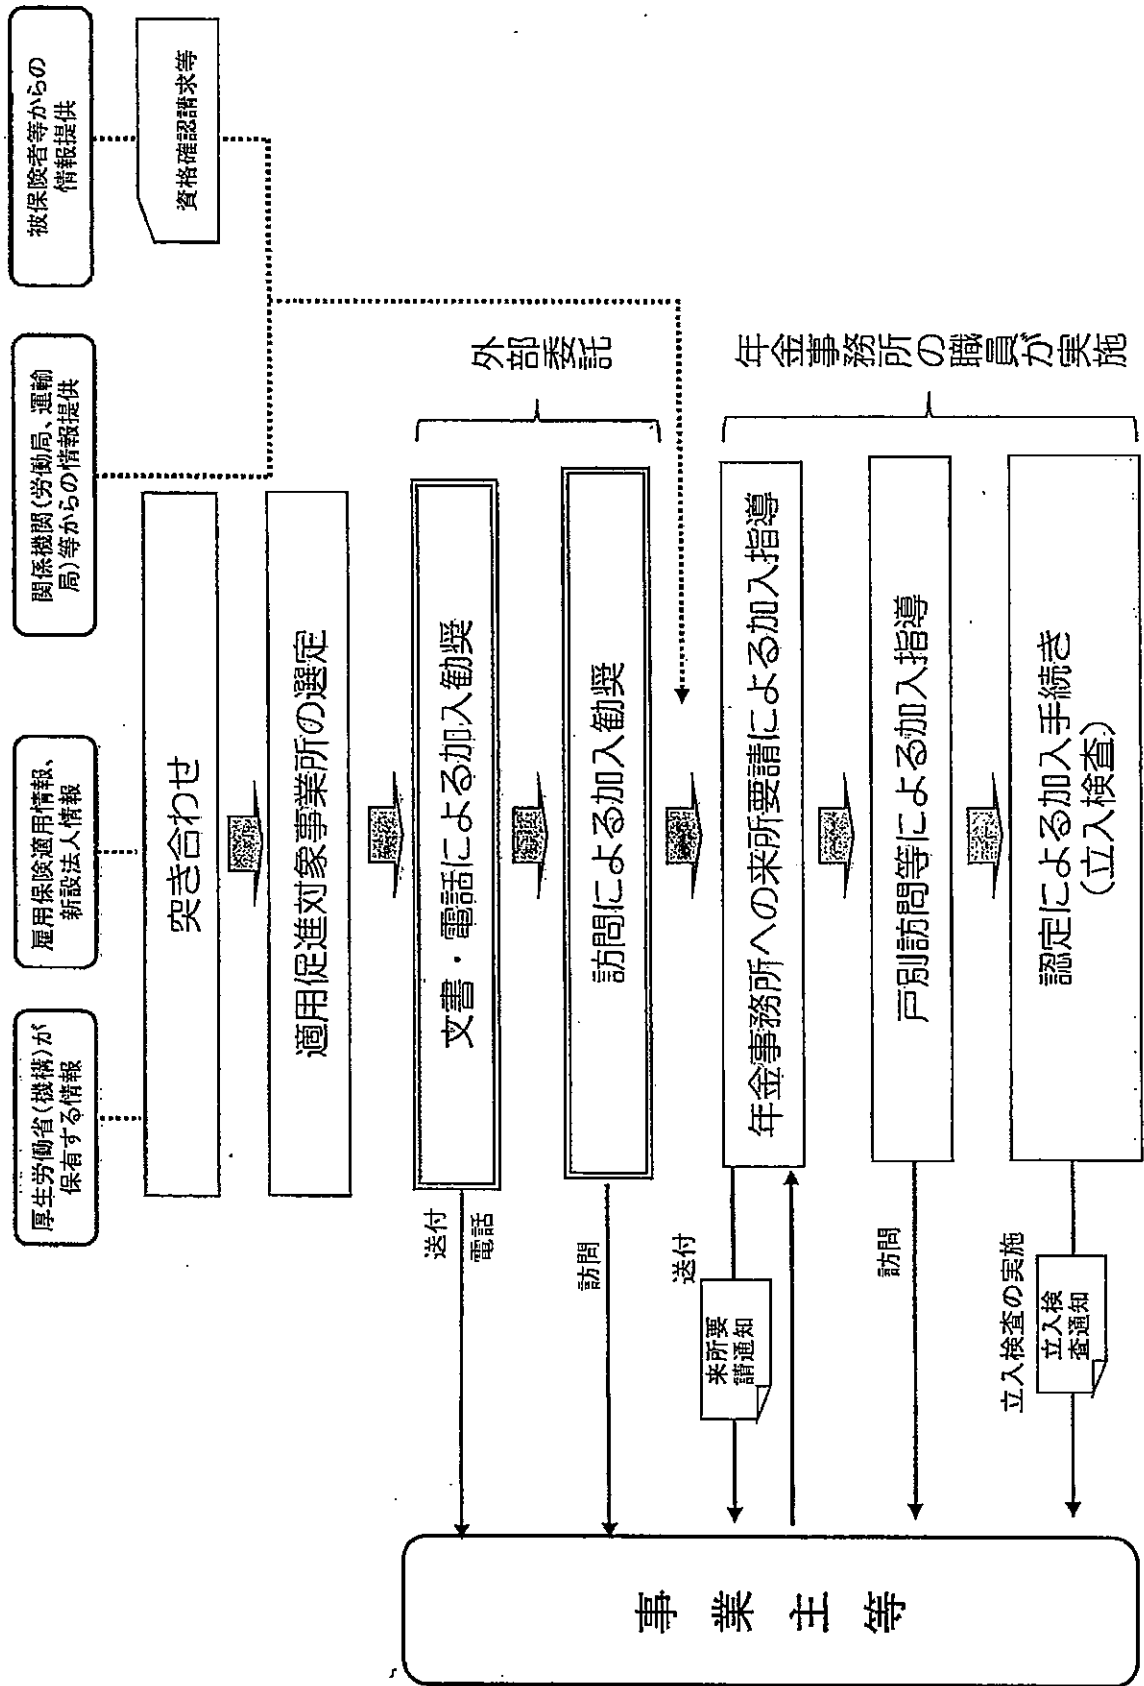 厚生労働省(機構)が
保有する情報
雇用保険適用情報、
新設法人情報
関係機関(労働局、運輸
局)等からの情報提供
被保険者等からの
情報提供
資格確認請求等
突き合わせ
適用促進対象事業所の選定
文書・電話による加入勧奨
訪問による加入勧奨
外部委託
年金事務所への来所要請による加入指導
戸別訪問等による加入指導
認定による加入手続き
(立入検査)
年金事務所の職員が実施
送付
電話
訪問
送付
来所要
請通知
訪問
立入検査の実施
立入検
査通知
事業主等